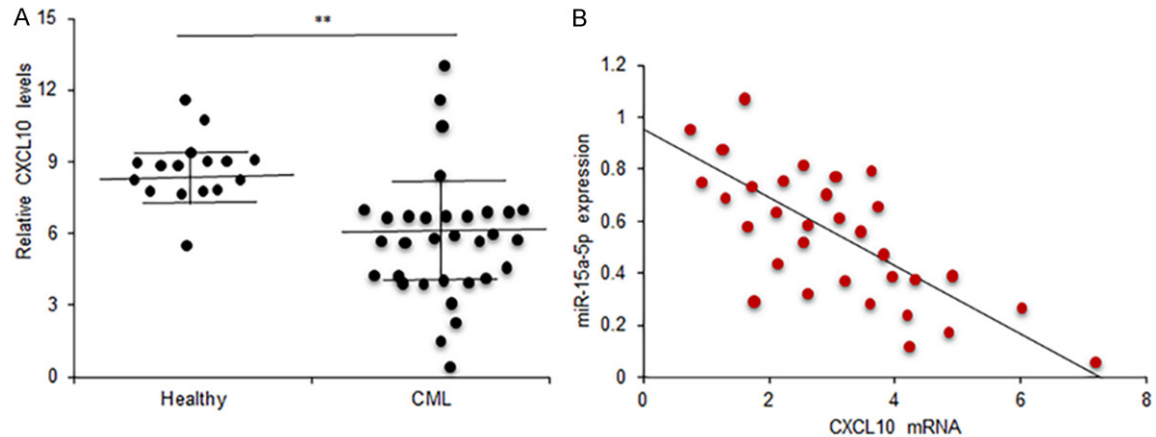 A
Relative CXCL10 levels
15
12
9
6
3
0
**
Healthy
CML
B
miR-15a-5p expression
1.2
1
0.8
0.6
0.4
0.2
0
0
2
4
6
8
CXCL10 mRNA